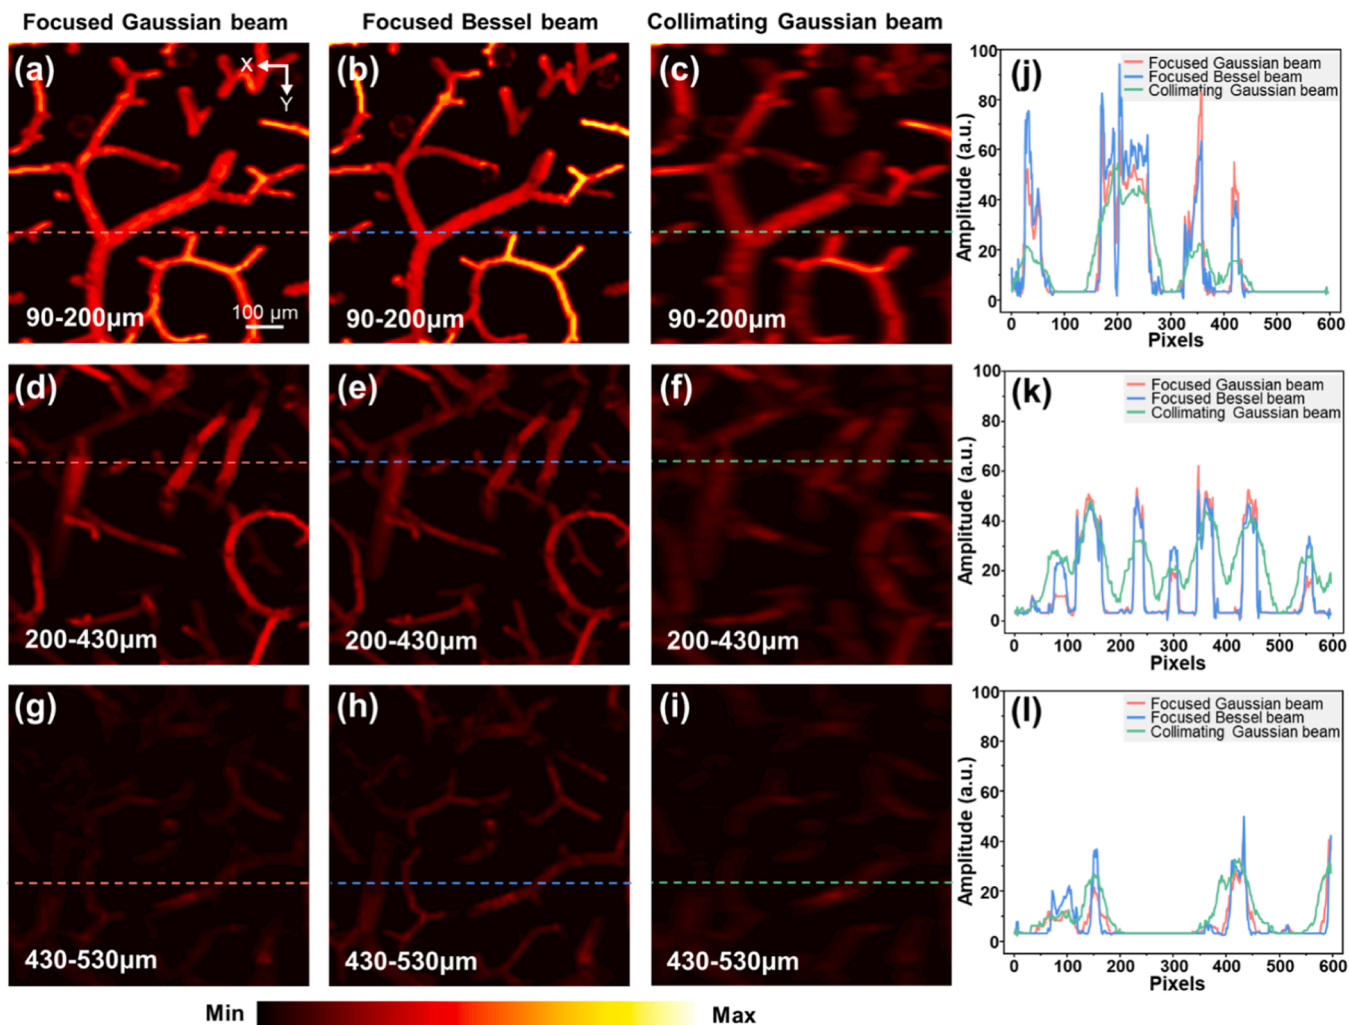 Focused Gaussian beam
Focused Bessel beam
Collimating Gaussian beam
(a)
X
Y
90-200μm
100 μm
(b)
90-200μm
(c)
90-200μm
(j)
Focused Gaussian beam
Focused Bessel beam
Collimating Gaussian beam
Amplitude (a.u.)
100
80
60
40
20
0
0 100 200 300 400 500 600
Pixels
(d)
200-430μm
(e)
200-430μm
(f)
200-430μm
(k)
Focused Gaussian beam
Focused Bessel beam
Collimating Gaussian beam
Amplitude (a.u.)
100
80
60
40
20
0
0 100 200 300 400 500 600
Pixels
(g)
430-530μm
(h)
430-530μm
(i)
430-530μm
(l)
Focused Gaussian beam
Focused Bessel beam
Collimating Gaussian beam
Amplitude (a.u.)
100
80
60
40
20
0
0 100 200 300 400 500 600
Pixels
Min
Max